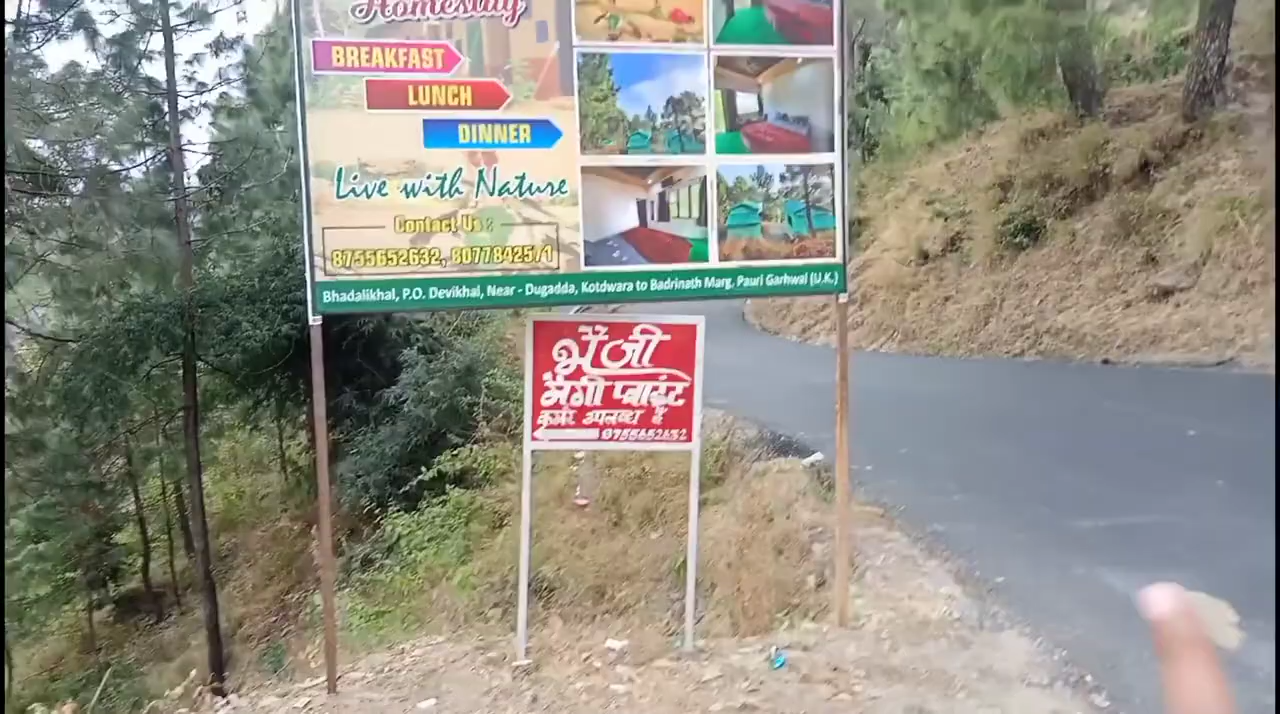 Homestay
BREAKFAST
LUNCH
DINNER
Live with Nature
Contact Us :
8755652632, 8077842571
Bhadalikhal, P.O. Devikhal, Near - Dugadda, Kotdwara to Badrinath Marg, Pauri Garhwal (U.K.)
भैंजी
मैगी प्वाइंट
कमरे उपलब्ध हैं
8755652632